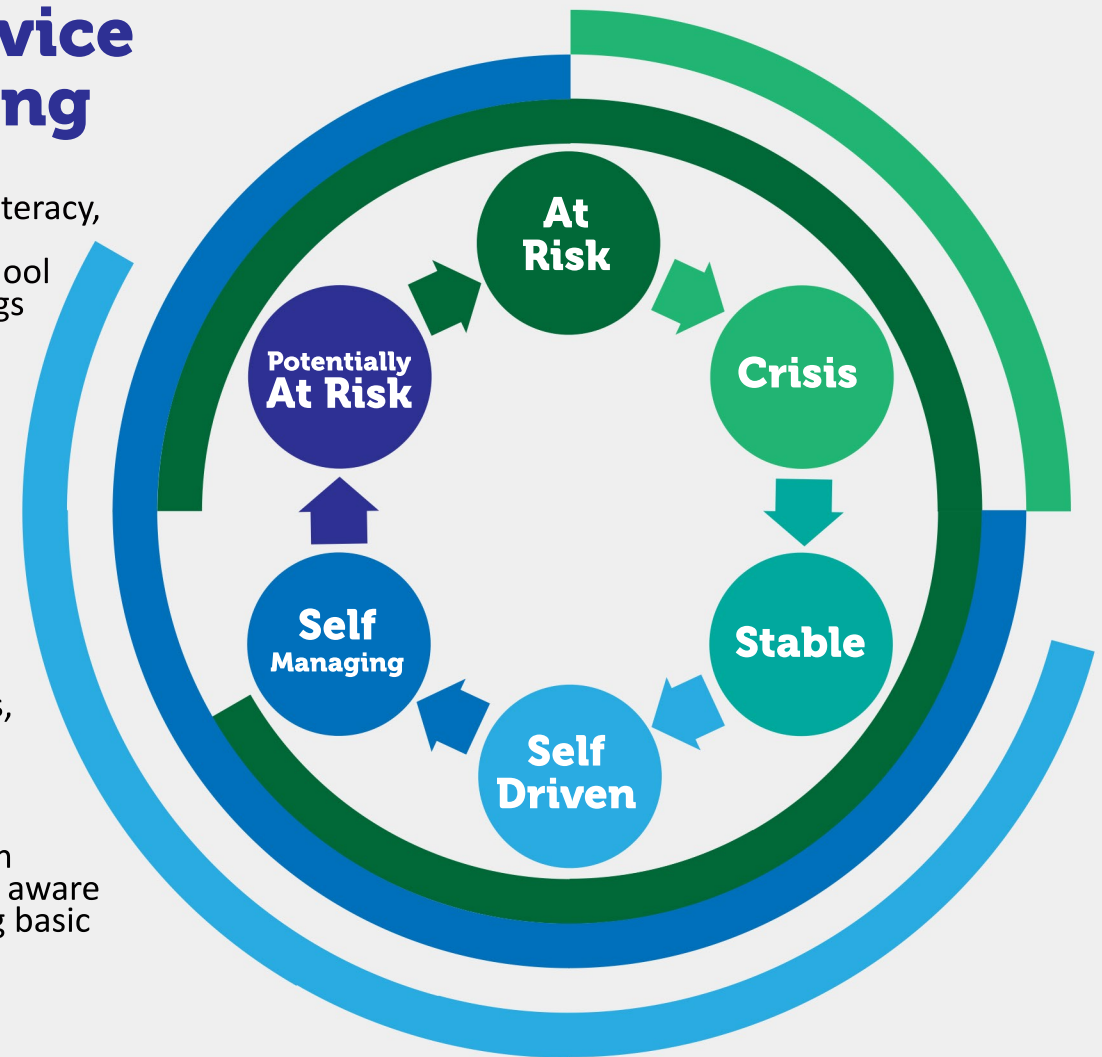 vice
ng
teracy,
ool
gs
s,
n
aware
g basic
At
Risk
Crisis
Stable
Self
Driven
Self
Managing
Potentially
At Risk